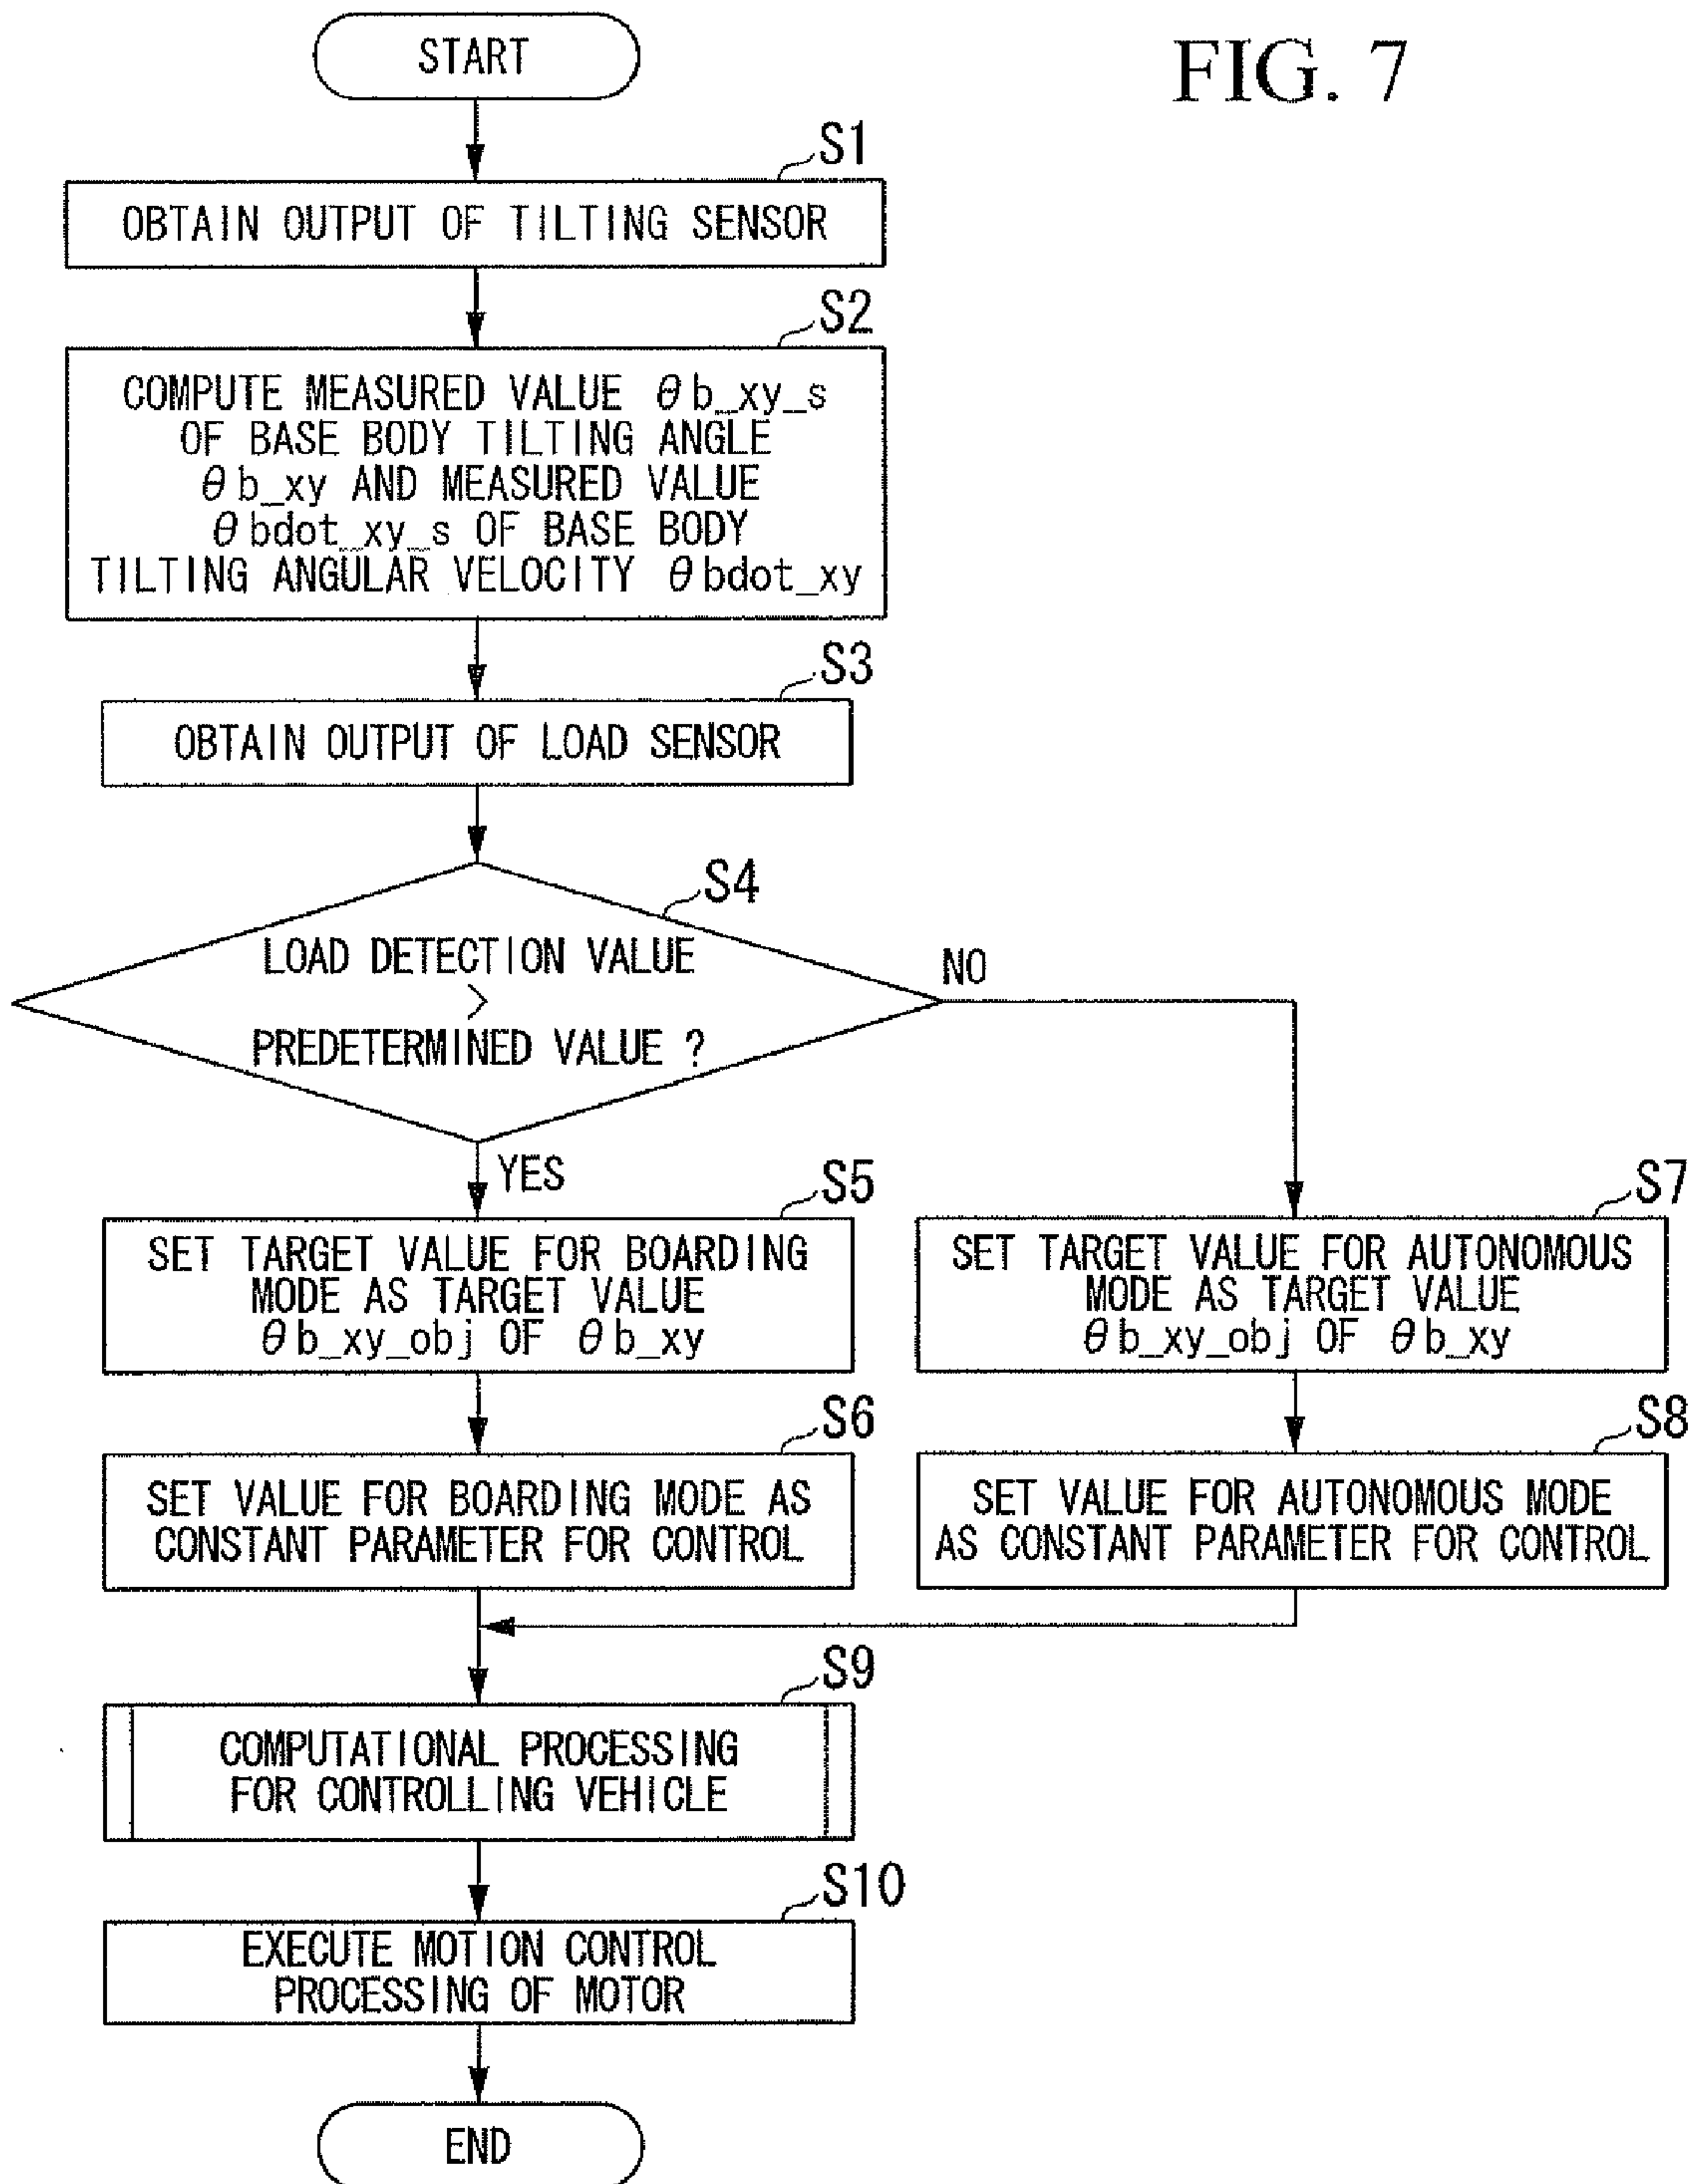 START
FIG. 7
S1
OBTAIN OUTPUT OF TILTING SENSOR
S2
COMPUTE MEASURED VALUE θb_xy_s
OF BASE BODY TILTING ANGLE
θb_xy AND MEASURED VALUE
θbdot_xy_s OF BASE BODY
TILTING ANGULAR VELOCITY θbdot_xy
S3
OBTAIN OUTPUT OF LOAD SENSOR
S4
LOAD DETECTION VALUE
>
PREDETERMINED VALUE ?
NO
YES
S5
SET TARGET VALUE FOR BOARDING
MODE AS TARGET VALUE
θb_xy_obj OF θb_xy
S7
SET TARGET VALUE FOR AUTONOMOUS
MODE AS TARGET VALUE
θb_xy_obj OF θb_xy
S6
SET VALUE FOR BOARDING MODE AS
CONSTANT PARAMETER FOR CONTROL
S8
SET VALUE FOR AUTONOMOUS MODE
AS CONSTANT PARAMETER FOR CONTROL
S9
COMPUTATIONAL PROCESSING
FOR CONTROLLING VEHICLE
S10
EXECUTE MOTION CONTROL
PROCESSING OF MOTOR
END